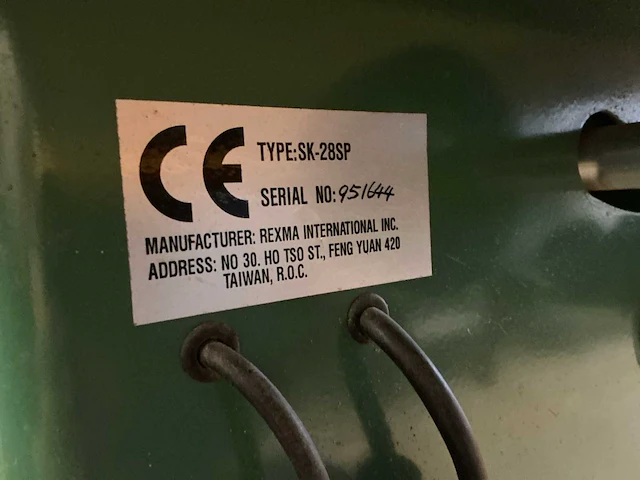 CE
TYPE:SK-28SP
SERIAL NO:951644
MANUFACTURER: REXMA INTERNATIONAL INC.
ADDRESS: NO 30. HO TSO ST., FENG YUAN 420
TAIWAN, R.O.C.